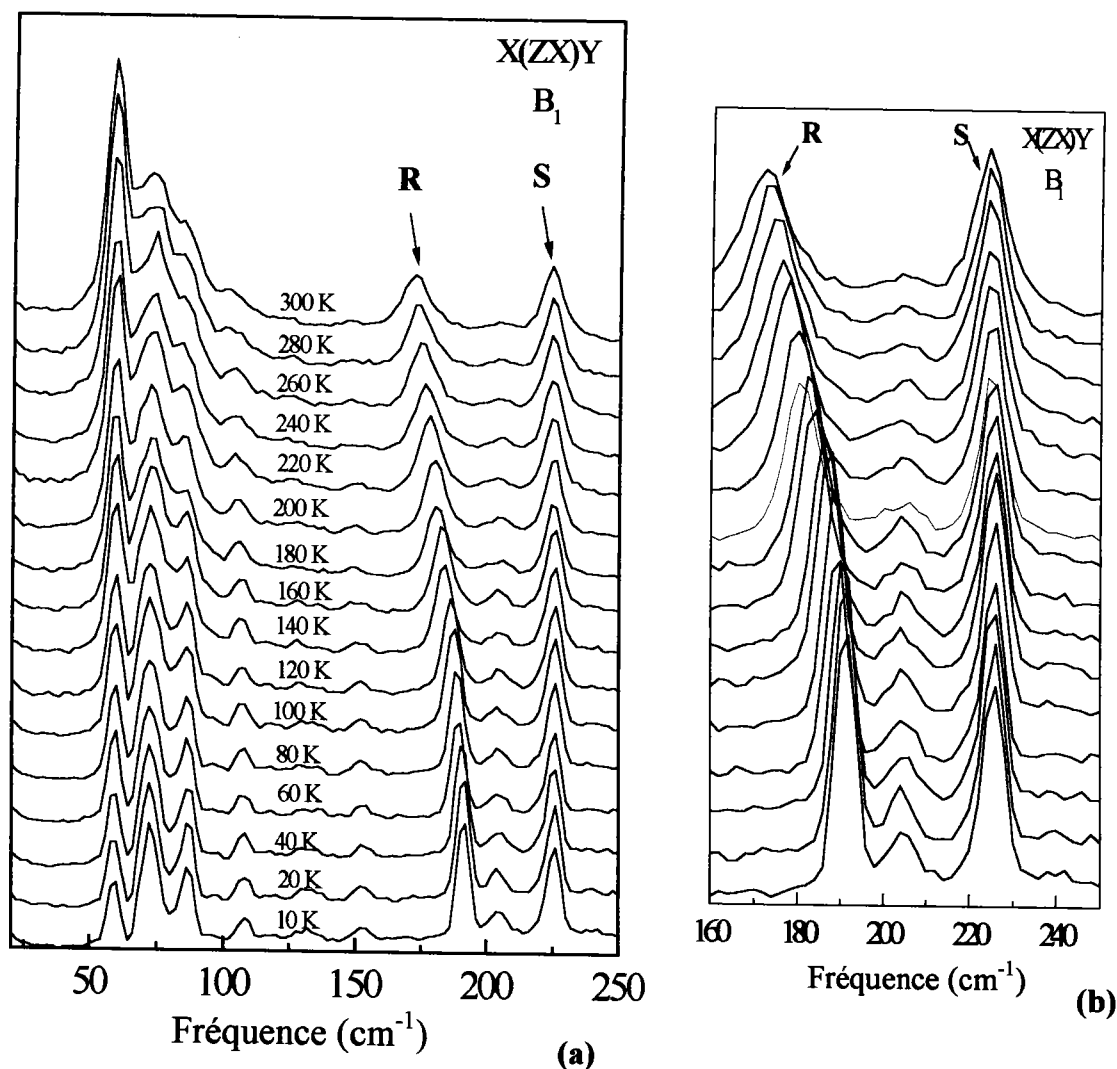 X(ZX)Y
B₁
R
S
300 K
280 K
260 K
240 K
220 K
200 K
180 K
160 K
140 K
120 K
100 K
80 K
60 K
40 K
20 K
10 K
50 100 150 200 250
Fréquence (cm⁻¹)
(a)
R
S
X(ZX)Y
B₁
160 180 200 220 240
Fréquence (cm⁻¹)
(b)